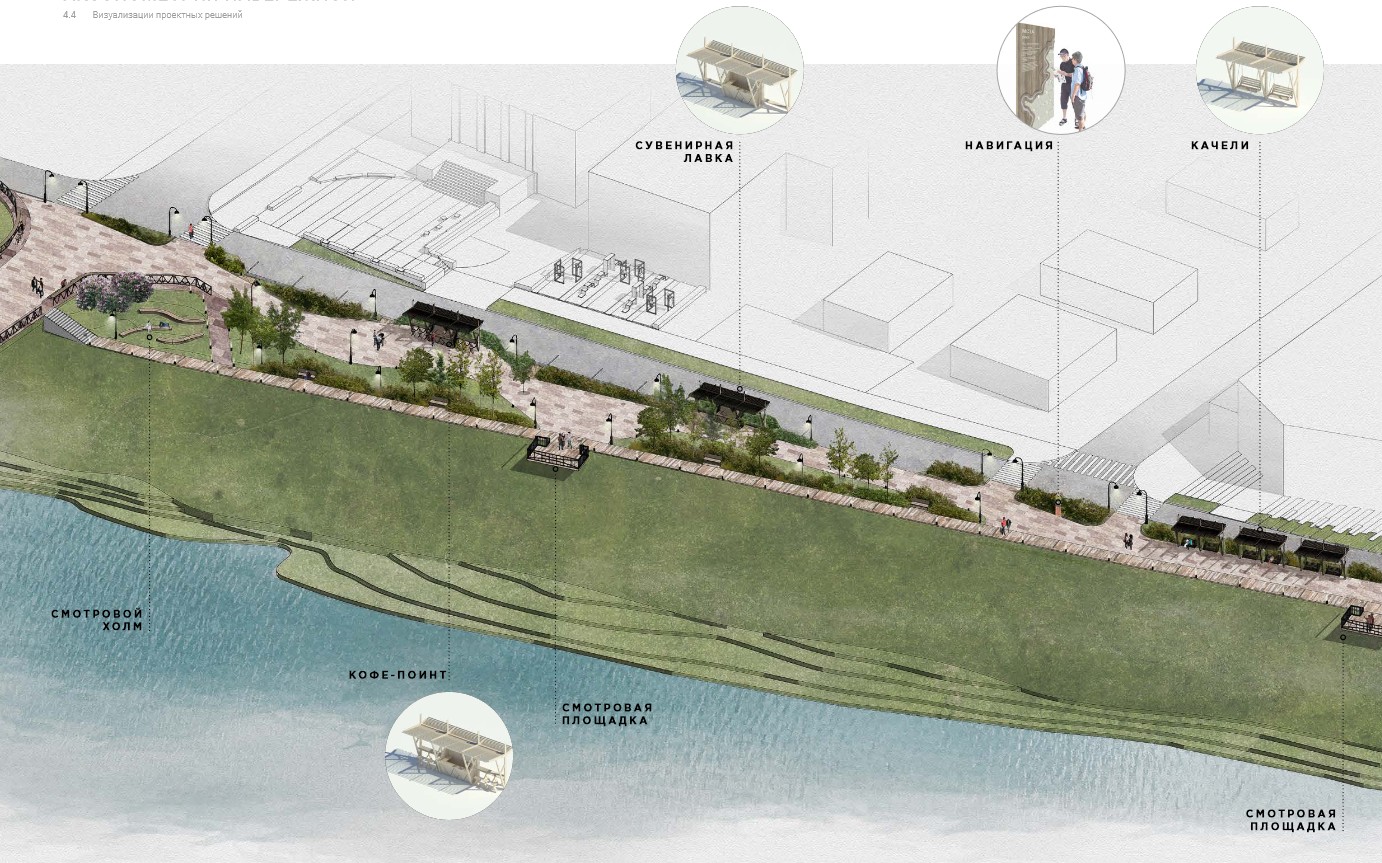 4.4 Визуализации проектных решений
СУВЕНИРНАЯ
ЛАВКА
НАВИГАЦИЯ
КАЧЕЛИ
СМОТРОВОЙ
ХОЛМ
КОФЕ-ПОИНТ
СМОТРОВАЯ
ПЛОЩАДКА
СМОТРОВАЯ
ПЛОЩАДКА